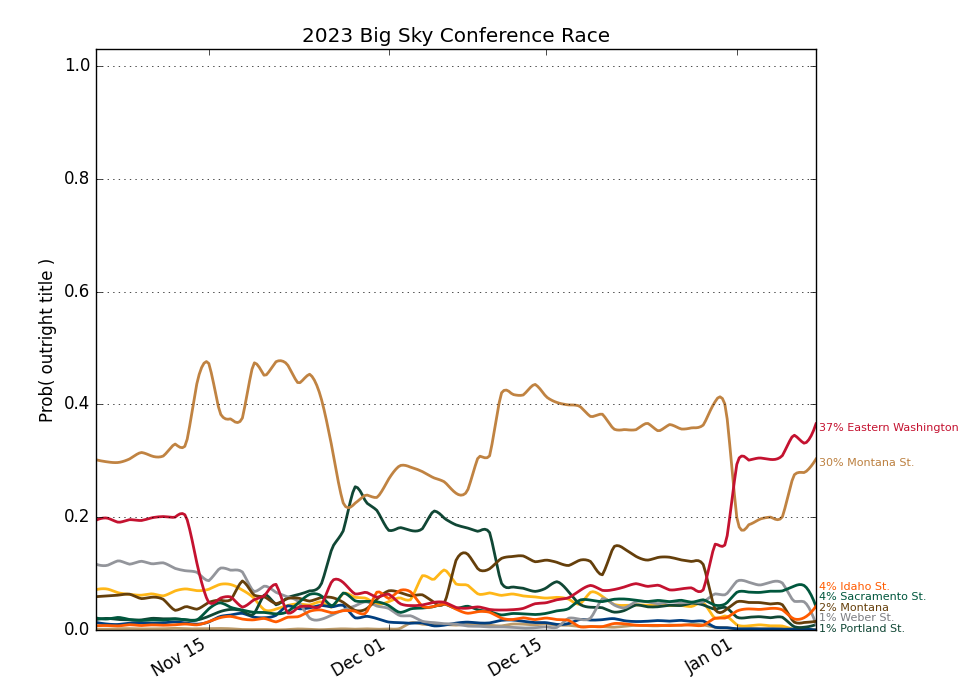 2023 Big Sky Conference Race
Prob( outright title )
1.0
0.8
0.6
0.4
0.2
0.0
Nov 15
Dec 01
Dec 15
Jan 01
37% Eastern Washington
30% Montana St.
4% Idaho St.
4% Sacramento St.
2% Montana
1% Weber St.
1% Portland St.